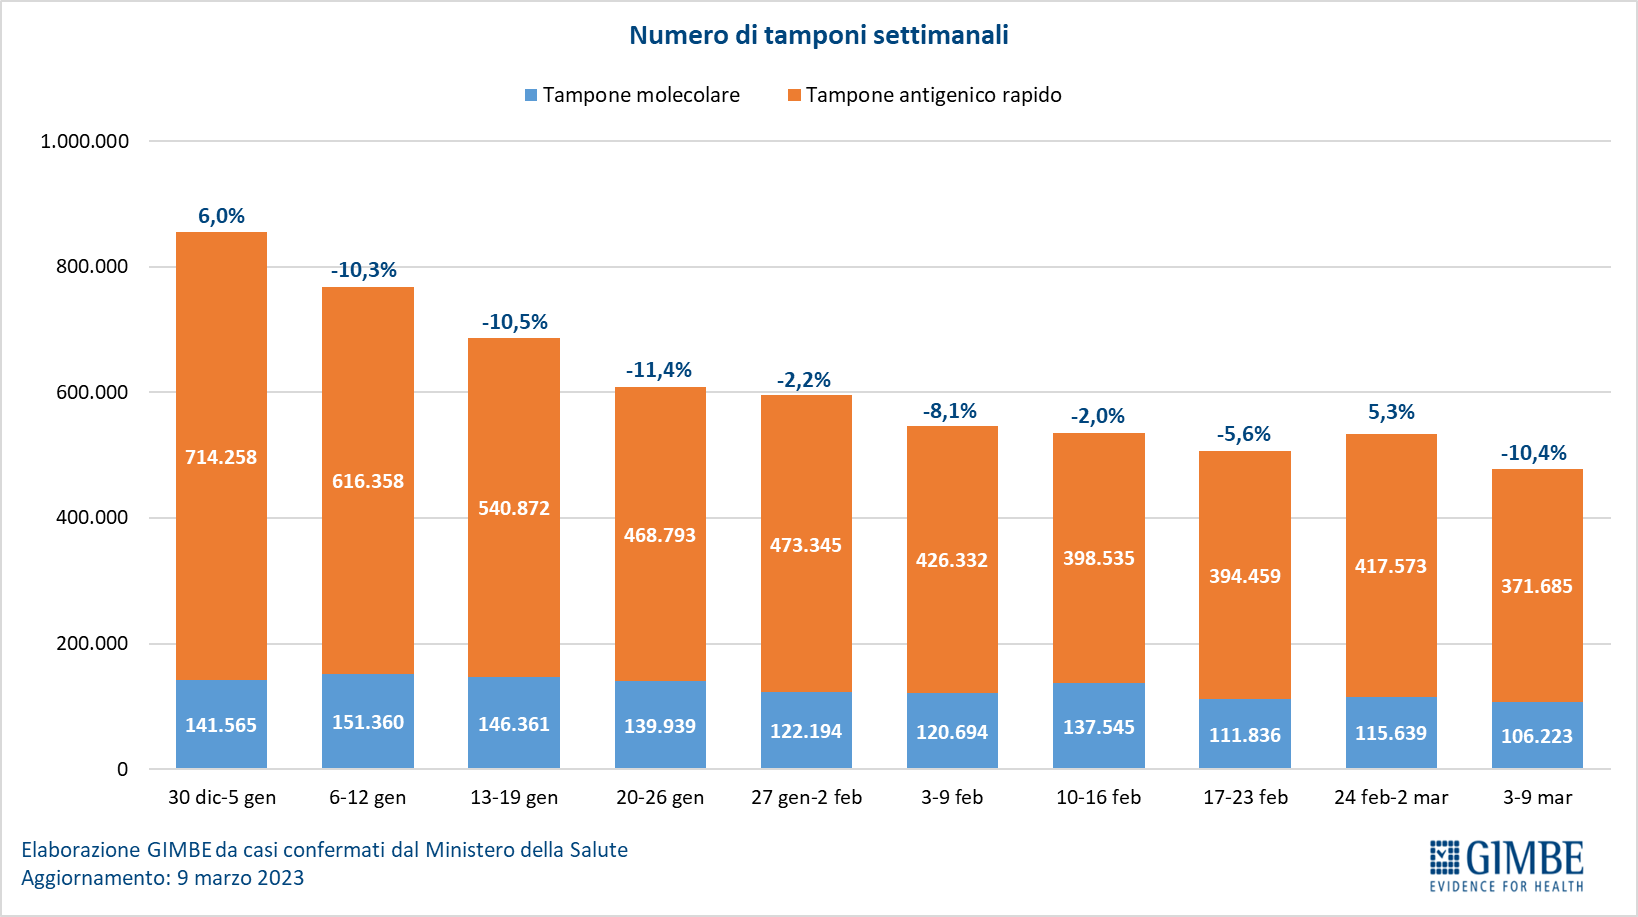 Numero di tamponi settimanali
Tampone molecolare Tampone antigenico rapido
1.000.000
800.000
600.000
400.000
200.000
0
6,0% -10,3% -10,5% -11,4% -2,2% -8,1% -2,0% -5,6% 5,3% -10,4%
714.258 616.358 540.872 468.793 473.345 426.332 398.535 394.459 417.573 371.685
141.565 151.360 146.361 139.939 122.194 120.694 137.545 111.836 115.639 106.223
30 dic-5 gen 6-12 gen 13-19 gen 20-26 gen 27 gen-2 feb 3-9 feb 10-16 feb 17-23 feb 24 feb-2 mar 3-9 mar
Elaborazione GIMBE da casi confermati dal Ministero della Salute
Aggiornamento: 9 marzo 2023
GIMBE
EVIDENCE FOR HEALTH